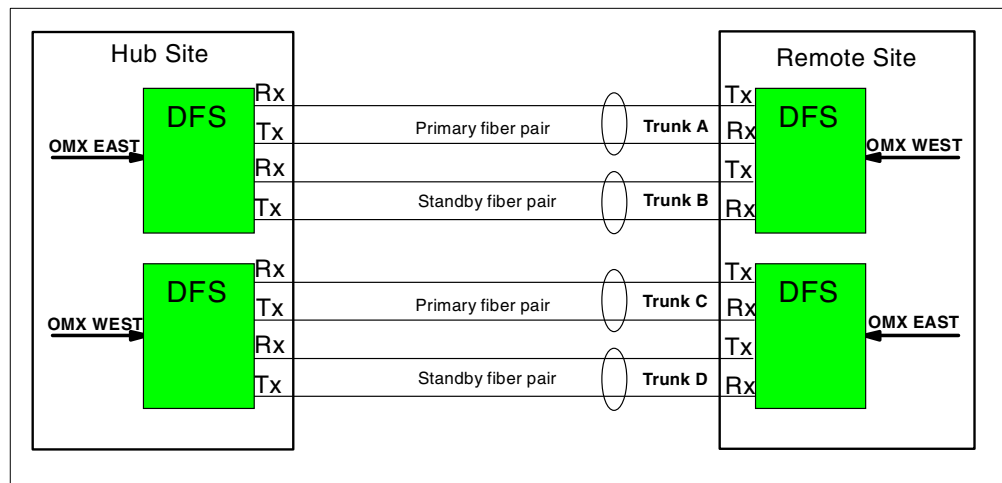 Hub Site
Remote Site
DFS
OMX EAST
Rx
Tx
Rx
Tx
Primary fiber pair
Trunk A
Standby fiber pair
Trunk B
Tx
Rx
Tx
Rx
DFS
OMX WEST
DFS
OMX WEST
Rx
Tx
Rx
Tx
Primary fiber pair
Trunk C
Standby fiber pair
Trunk D
Tx
Rx
Tx
Rx
DFS
OMX EAST